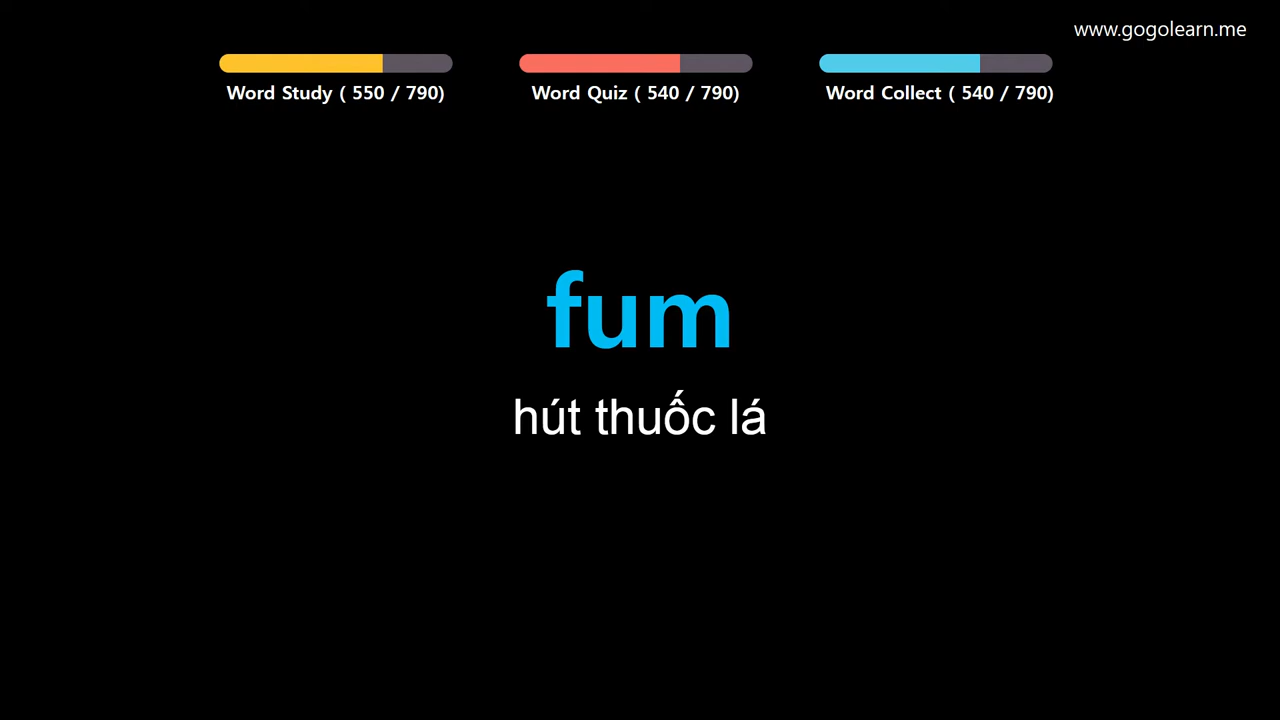 www.gogolearn.me
Word Study ( 550 / 790)
Word Quiz ( 540 / 790)
Word Collect ( 540 / 790)
fum
hút thuốc lá